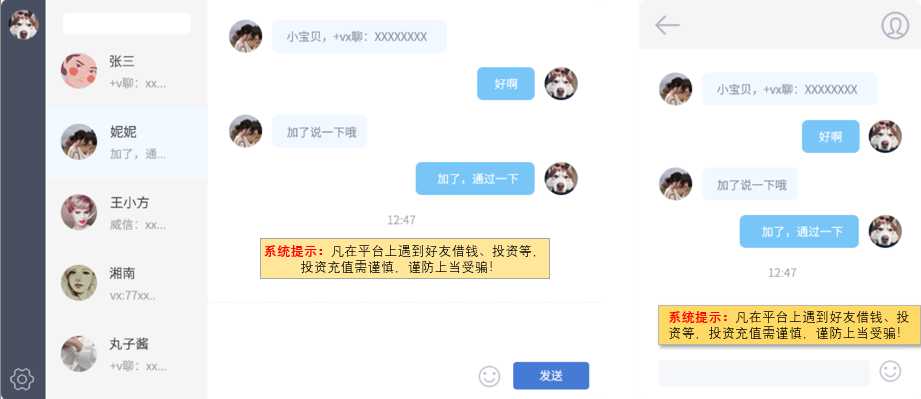 张三
+v聊：xx...
妮妮
加了，通...
王小方
威信：xx...
湘南
vx:77xx..
丸子酱
+v聊：xx...
小宝贝，+vx聊：XXXXXXXX
好啊
加了说一下哦
加了，通过一下
12:47
系统提示：凡在平台上遇到好友借钱、投资等，
投资充值需谨慎，谨防上当受骗！
发送
小宝贝，+vx聊：XXXXXXXX
好啊
加了说一下哦
加了，通过一下
12:47
系统提示：凡在平台上遇到好友借钱、投
资等，投资充值需谨慎，谨防上当受骗！